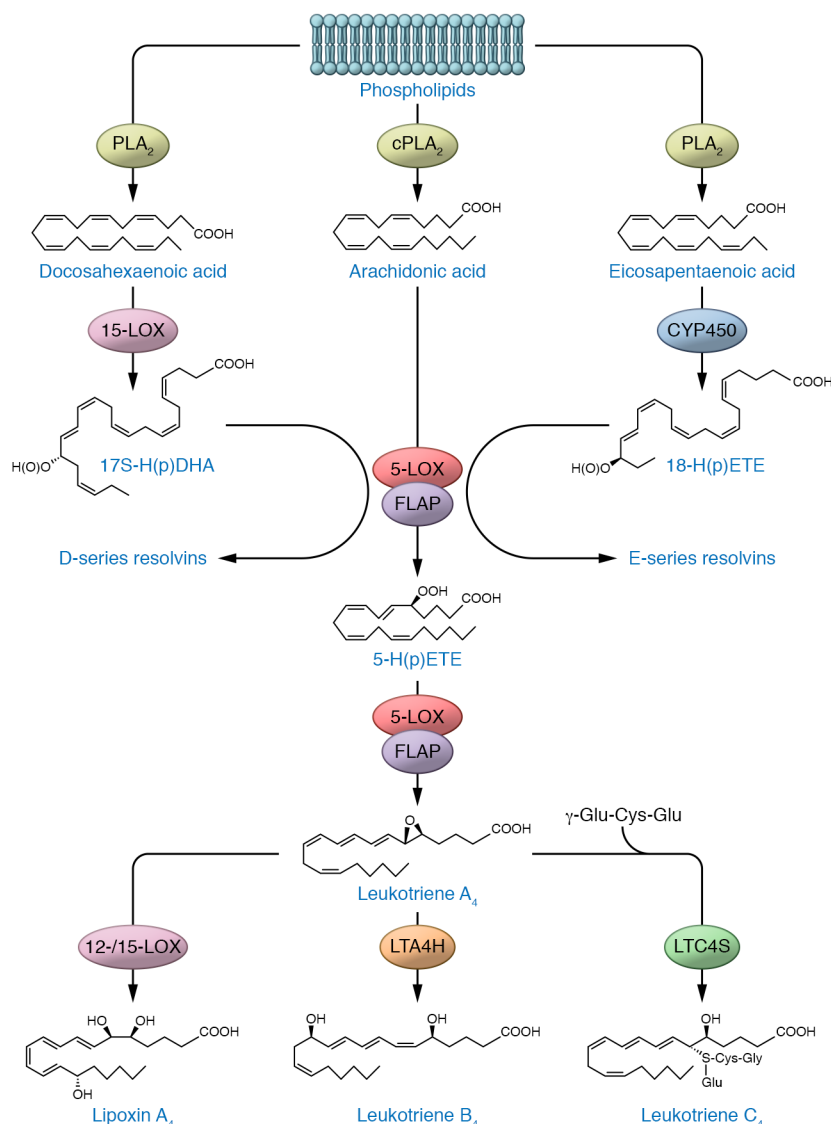 Phospholipids
PLA₂
cPLA₂
PLA₂
COOH
COOH
COOH
Docosahexaenoic acid
Arachidonic acid
Eicosapentaenoic acid
15-LOX
CYP450
COOH
COOH
H(O)O
17S-H(p)DHA
5-LOX
FLAP
H(O)O
18-H(p)ETE
D-series resolvins
E-series resolvins
OOH
COOH
5-H(p)ETE
5-LOX
FLAP
O
COOH
γ-Glu-Cys-Glu
Leukotriene A₄
12-/15-LOX
LTA4H
LTC4S
HO
OH
COOH
OH
OH
OH
COOH
OH
COOH
S-Cys-Gly
Glu
Lipoxin A₄
Leukotriene B₄
Leukotriene C₄